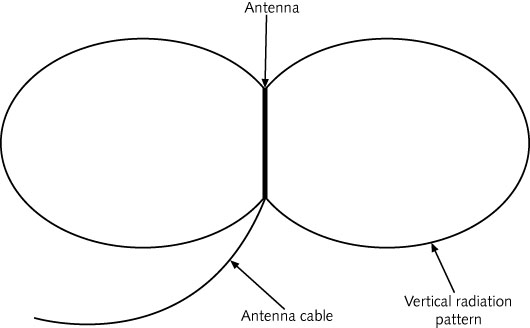 Antenna
Antenna cable
Vertical radiation
pattern